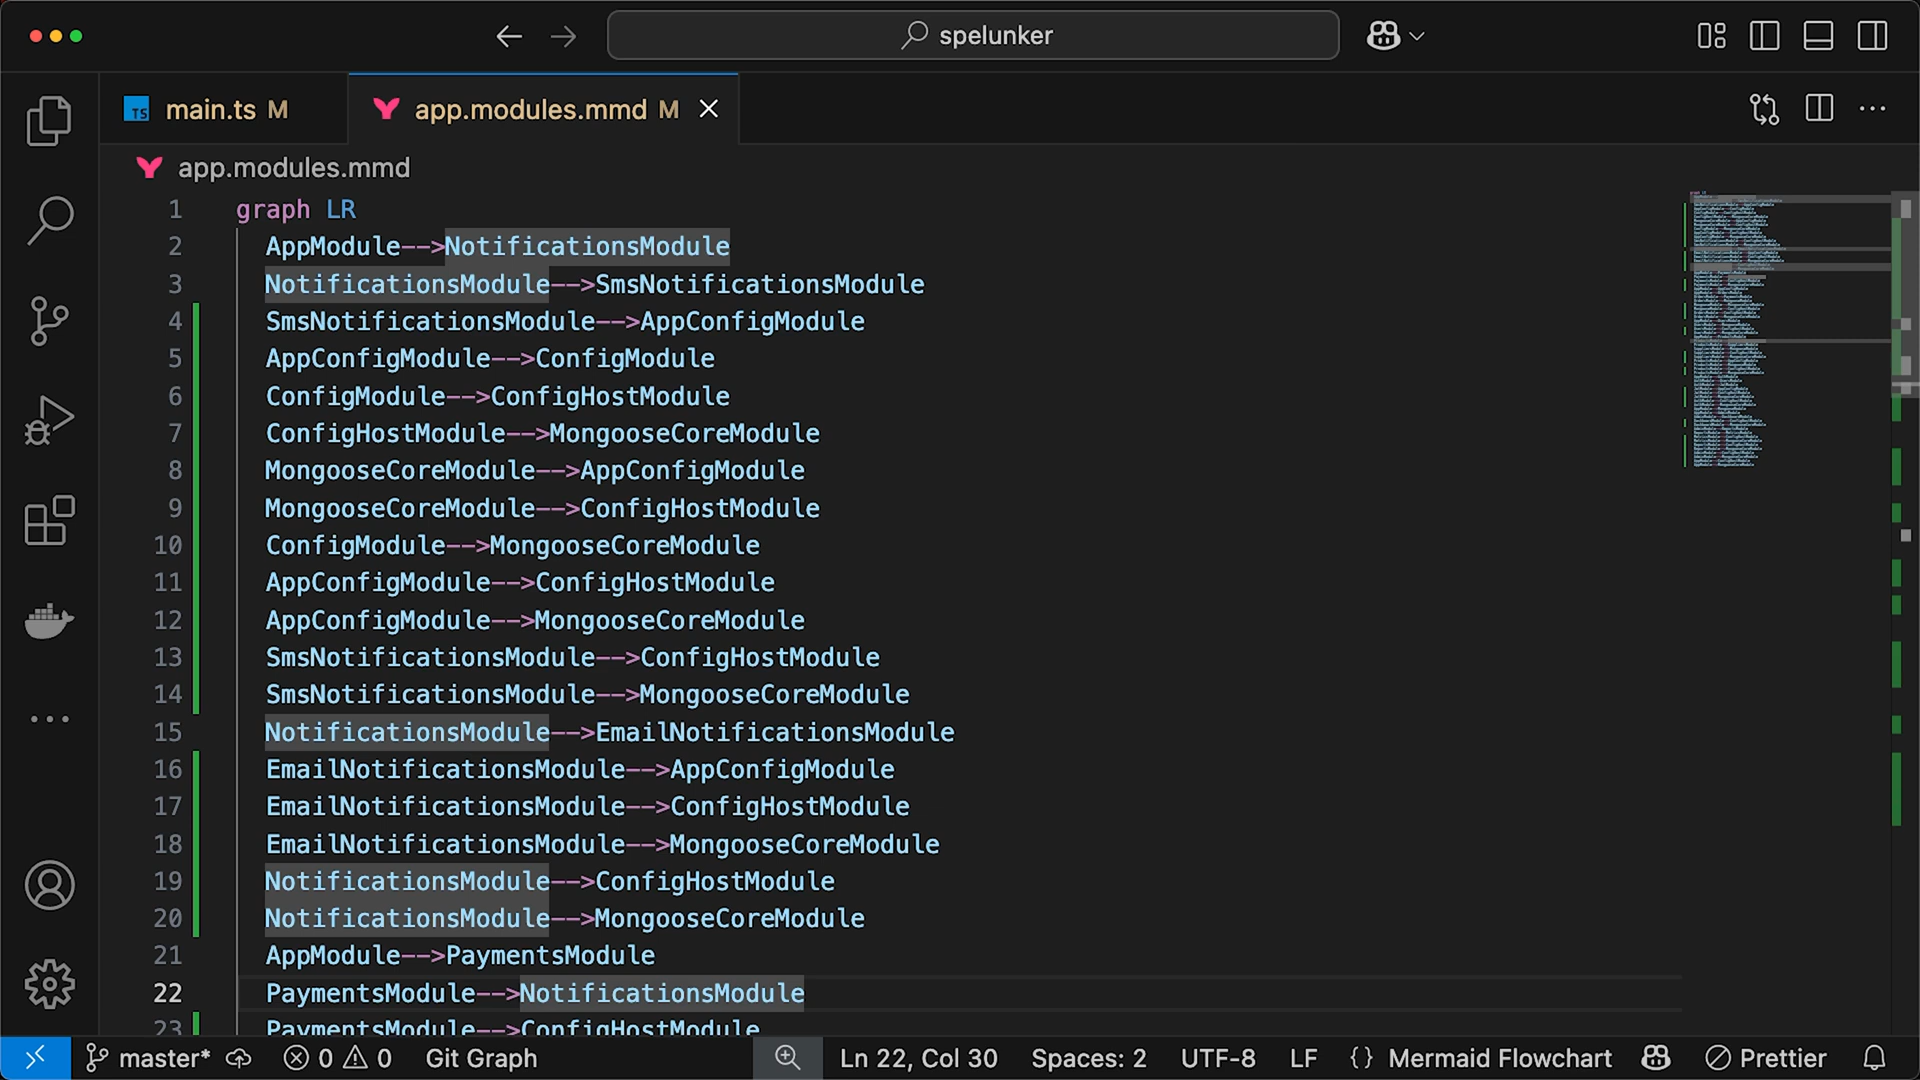 spelunker
TS main.ts M
app.modules.mmd M
app.modules.mmd
1 graph LR
2 AppModule-->NotificationsModule
3 NotificationsModule-->SmsNotificationsModule
4 SmsNotificationsModule-->AppConfigModule
5 AppConfigModule-->ConfigModule
6 ConfigModule-->ConfigHostModule
7 ConfigHostModule-->MongooseCoreModule
8 MongooseCoreModule-->AppConfigModule
9 MongooseCoreModule-->ConfigHostModule
10 ConfigModule-->MongooseCoreModule
11 AppConfigModule-->ConfigHostModule
12 AppConfigModule-->MongooseCoreModule
13 SmsNotificationsModule-->ConfigHostModule
14 SmsNotificationsModule-->MongooseCoreModule
15 NotificationsModule-->EmailNotificationsModule
16 EmailNotificationsModule-->AppConfigModule
17 EmailNotificationsModule-->ConfigHostModule
18 EmailNotificationsModule-->MongooseCoreModule
19 NotificationsModule-->ConfigHostModule
20 NotificationsModule-->MongooseCoreModule
21 AppModule-->PaymentsModule
22 PaymentsModule-->NotificationsModule
23 PaymentsModule-->ConfigHostModule
master* 0 0 Git Graph Ln 22, Col 30 Spaces: 2 UTF-8 LF {} Mermaid Flowchart Prettier